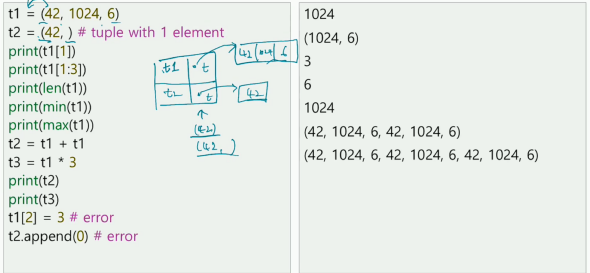 t1 = (42, 1024, 6)
t2 = (42, ) # tuple with 1 element
print(t1[1])
print(t1[1:3])
print(len(t1))
print(min(t1))
print(max(t1))
t2 = t1 + t1
t3 = t1 * 3
print(t2)
print(t3)
t1[2] = 3 # error
t2.append(0) # error
t1 t
42 1024 6
t2 t
42
(42)
(42, )
1024
(1024, 6)
3
6
1024
(42, 1024, 6, 42, 1024, 6)
(42, 1024, 6, 42, 1024, 6, 42, 1024, 6)